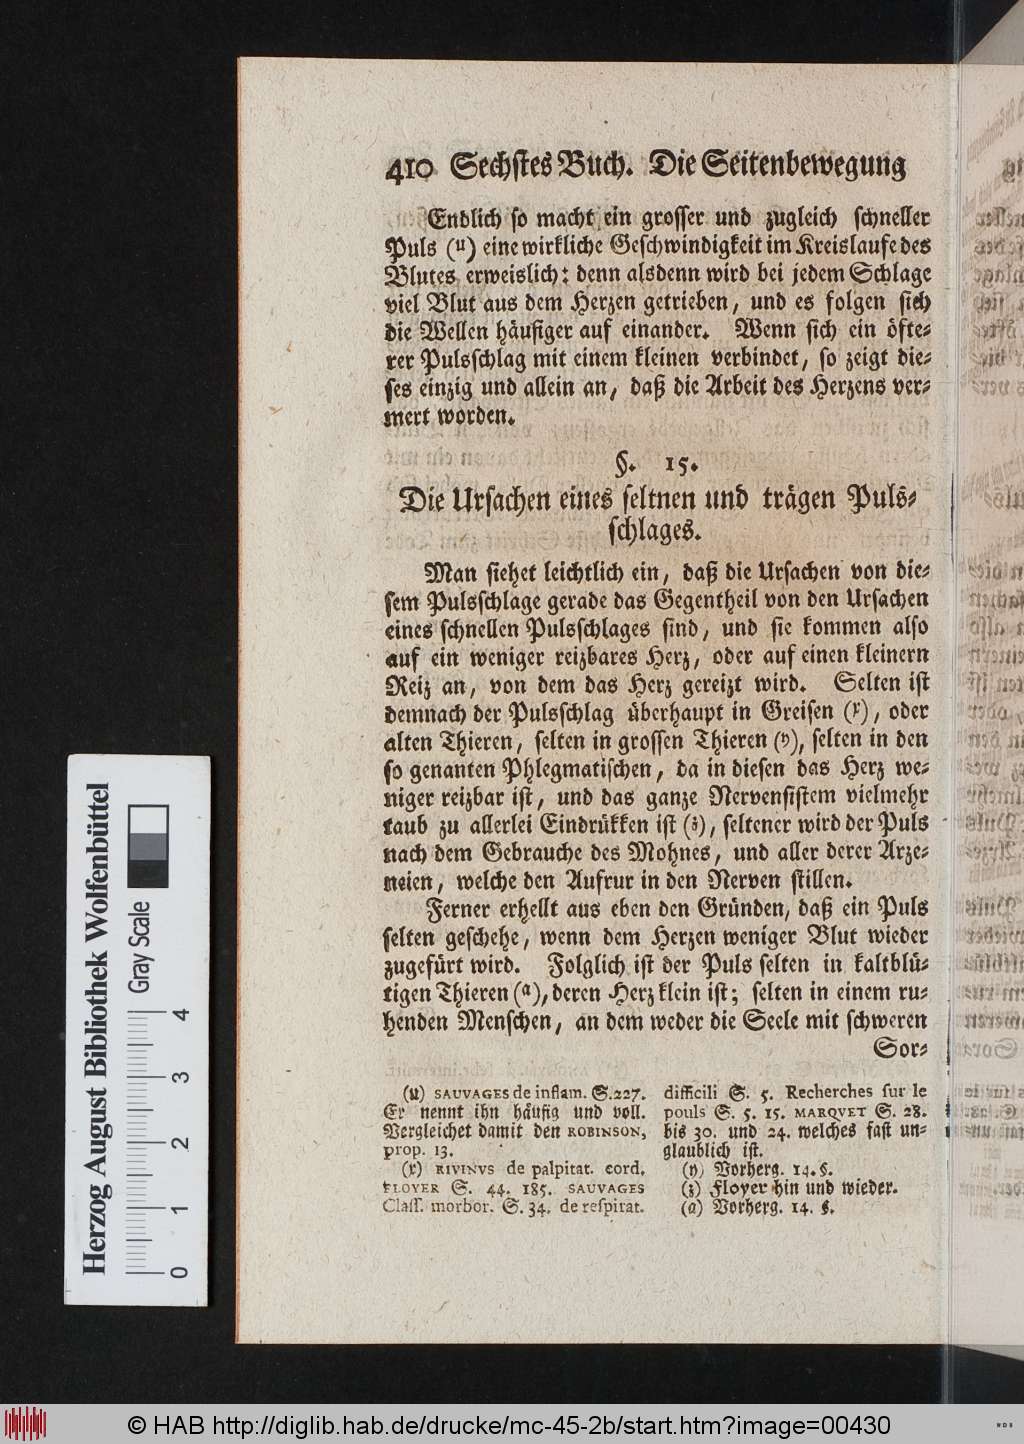 410 Sechstes Buch. Die Seitenbewegung
Endlich so macht ein grosser und zugleich schneller
Puls (u) eine wirkliche Geschwindigkeit im Kreislaufe des
Blutes erweislich: denn alsdenn wird bei jedem Schlage
viel Blut aus dem Herzen getrieben, und es folgen sich
die Wellen häufiger auf einander. Wenn sich ein öfte-
rer Pulsschlag mit einem kleinen verbindet, so zeigt die-
ses einzig und allein an, daß die Arbeit des Herzens ver-
mert worden.
§. 15.
Die Ursachen eines seltnen und trägen Puls-
schlages.
Man siehet leichtlich ein, daß die Ursachen von die-
sem Pulsschlage gerade das Gegentheil von den Ursachen
eines schnellen Pulsschlages sind, und sie kommen also
auf ein weniger reizbares Herz, oder auf einen kleinern
Reiz an, von dem das Herz gereizt wird. Selten ist
demnach der Pulsschlag überhaupt in Greisen (x), oder
alten Thieren, selten in grossen Thieren (y), selten in den
so genanten Phlegmatischen, da in diesen das Herz we-
niger reizbar ist, und das ganze Nervensistem vielmehr
taub zu allerlei Eindrükken ist (z), seltener wird der Puls
nach dem Gebrauche des Mohnes, und aller derer Arze-
neien, welche den Aufrur in den Nerven stillen.
Ferner erhellt aus eben den Gründen, daß ein Puls
selten geschehe, wenn dem Herzen weniger Blut wieder
zugefürt wird. Folglich ist der Puls selten in kaltblü-
tigen Thieren (a), deren Herz klein ist; selten in einem ru-
henden Menschen, an dem weder die Seele mit schweren
Sor-
(u) SAUVAGES de inflam. S. 227.
Er nennt ihn häufig und voll.
Vergleichet damit den ROBINSON,
prop. 13.
(x) RIVINVS de palpitat. cord.
FLOYER S. 44. 185. SAUVAGES
Class. morbor. S. 34. de respirat.
difficili S. 5. Recherches sur le
pouls S. 5. 15. MARQVET S. 28.
bis 30. und 24. welches fast un-
glaublich ist.
(y) Vorherg. 14. §.
(z) Floyer hin und wieder.
(a) Vorherg. 14. §.
Herzog August Bibliothek Wolfenbüttel
Gray Scale
0 1 2 3 4
© HAB http://diglib.hab.de/drucke/mc-45-2b/start.htm?image=00430